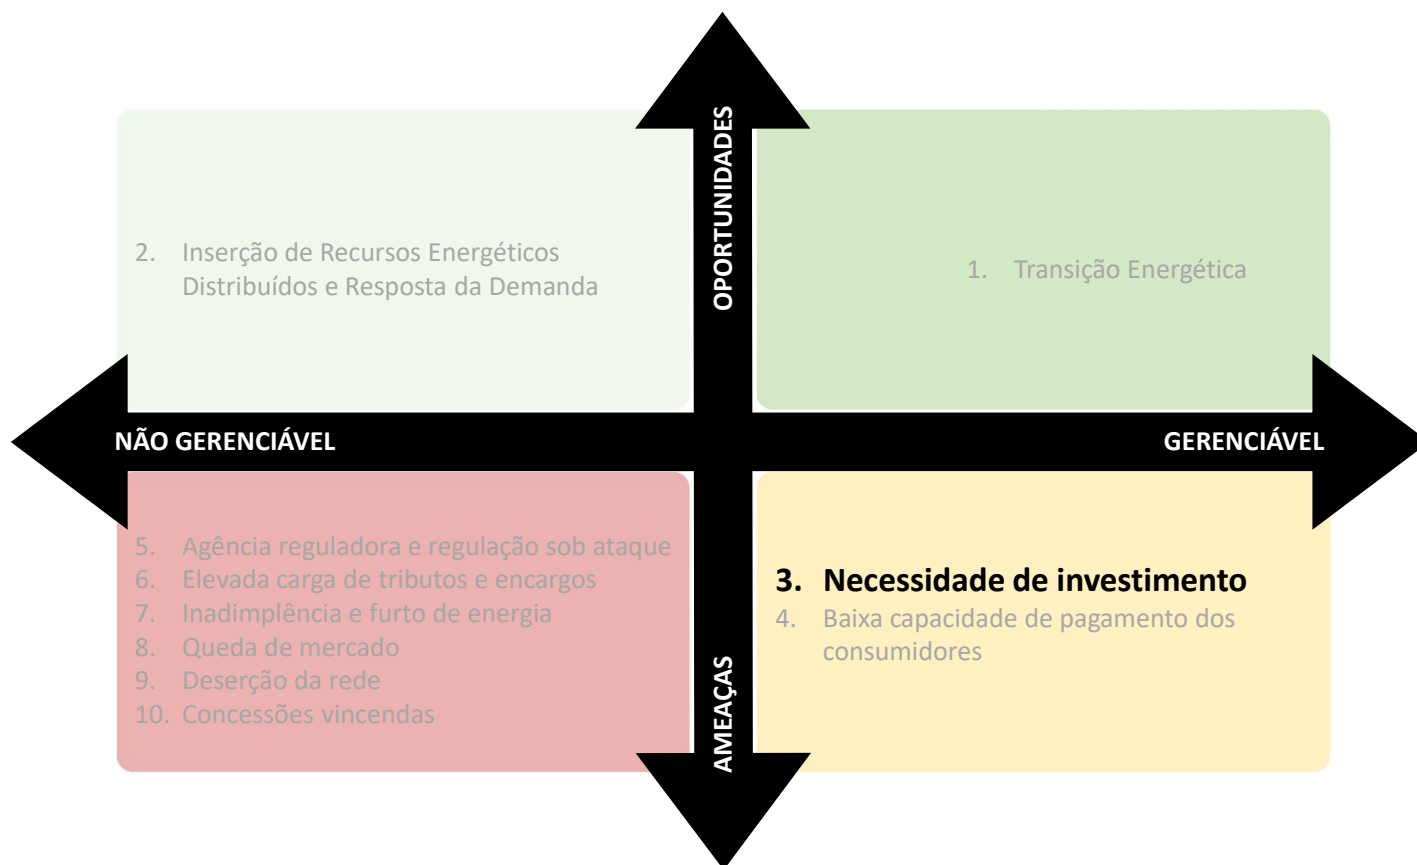 OPORTUNIDADES
2. Inserção de Recursos Energéticos
Distribuídos e Resposta da Demanda
1. Transição Energética
NÃO GERENCIÁVEL
GERENCIÁVEL
5. Agência reguladora e regulação sob ataque
6. Elevada carga de tributos e encargos
7. Inadimplência e furto de energia
8. Queda de mercado
9. Deserção da rede
10. Concessões vincendas
3. Necessidade de investimento
4. Baixa capacidade de pagamento dos
consumidores
AMEAÇAS